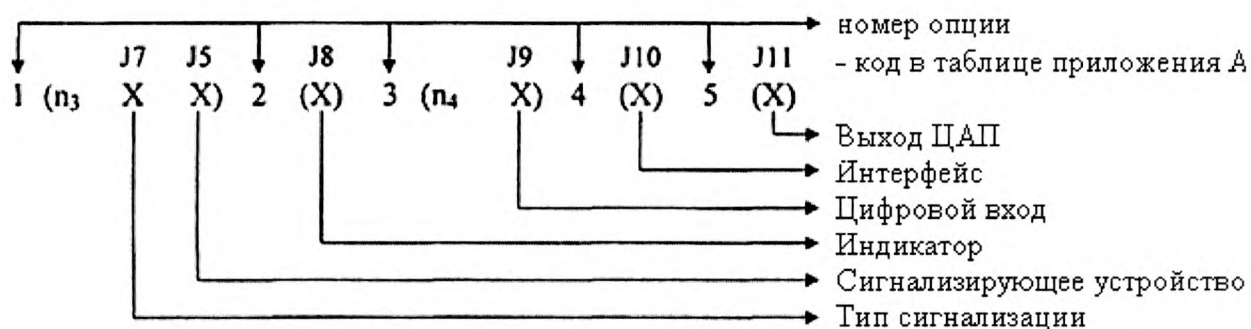 номер опции
J7 J5 J8 J9 J10 J11 - код в таблице приложения А
1 (n₃ X X) 2 (X) 3 (n₄ X) 4 (X) 5 (X)
Выход ЦАП
Интерфейс
Цифровой вход
Индикатор
Сигнализирующее устройство
Тип сигнализации